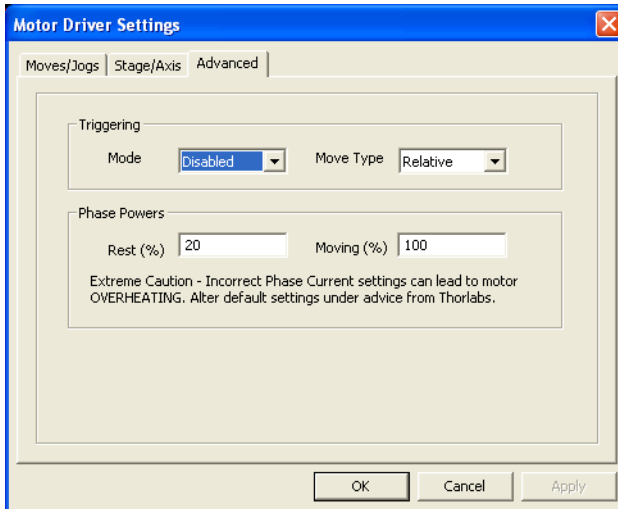 Motor Driver Settings
Moves/Jogs Stage/Axis Advanced
Triggering
Mode Disabled Move Type Relative
Phase Powers
Rest (%) 20 Moving (%) 100
Extreme Caution - Incorrect Phase Current settings can lead to motor
OVERHEATING. Alter default settings under advice from Thorlabs.
OK Cancel Apply